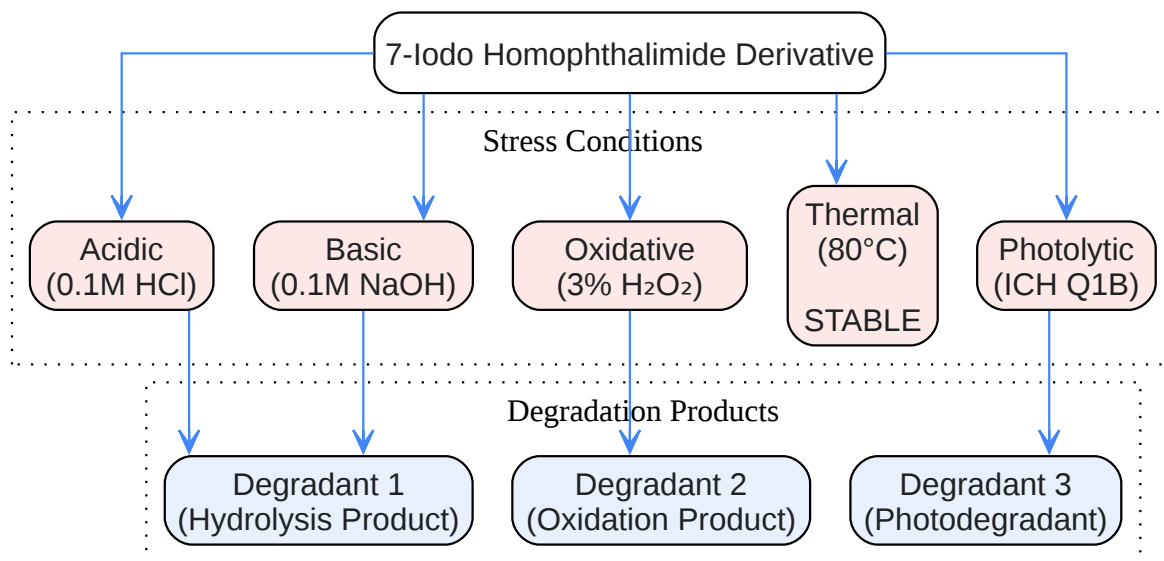 7-Iodo Homophthalimide Derivative
Stress Conditions
Acidic
(0.1M HCl)
Basic
(0.1M NaOH)
Oxidative
(3% H₂O₂)
Thermal
(80°C)
STABLE
Photolytic
(ICH Q1B)
Degradation Products
Degradant 1
(Hydrolysis Product)
Degradant 2
(Oxidation Product)
Degradant 3
(Photodegradant)